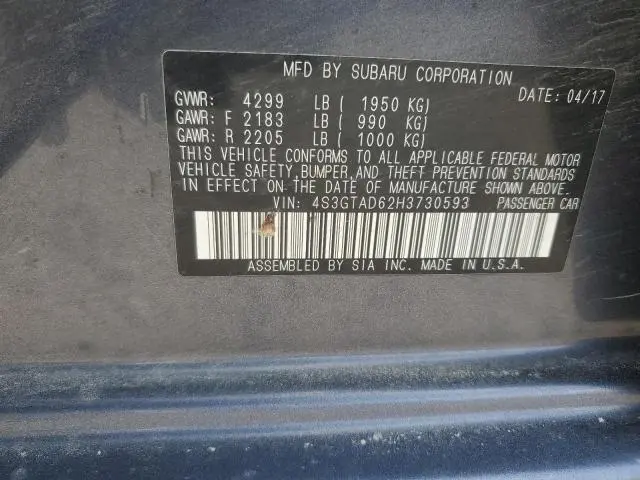 MFD BY SUBARU CORPORATION
DATE: 04/17
GVWR: 4299 LB ( 1950 KG)
GAWR: F 2183 LB ( 990 KG)
GAWR: R 2205 LB ( 1000 KG)
THIS VEHICLE CONFORMS TO ALL APPLICABLE FEDERAL MOTOR
VEHICLE SAFETY,BUMPER,AND THEFT PREVENTION STANDARDS
IN EFFECT ON THE DATE OF MANUFACTURE SHOWN ABOVE.
VIN: 4S3GTAD62H3730593 PASSENGER CAR
ASSEMBLED BY SIA INC. MADE IN U.S.A.